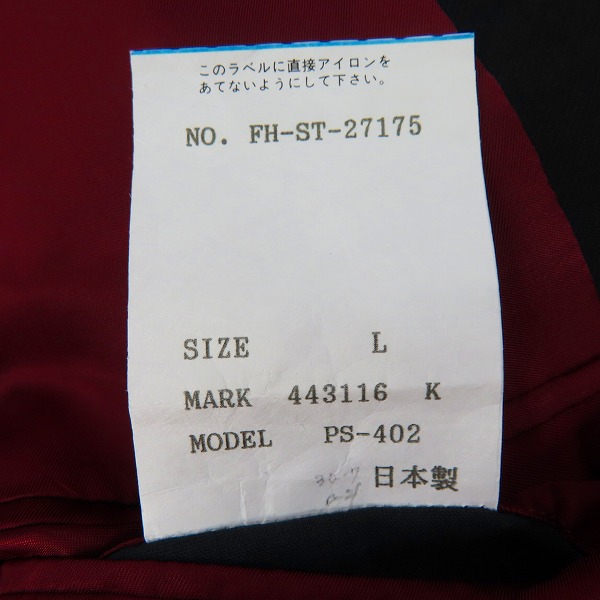 このラベルに直接アイロンを
あてないようにして下さい。
NO. FH-ST-27175
SIZE L
MARK 443116 K
MODEL PS-402
日本製